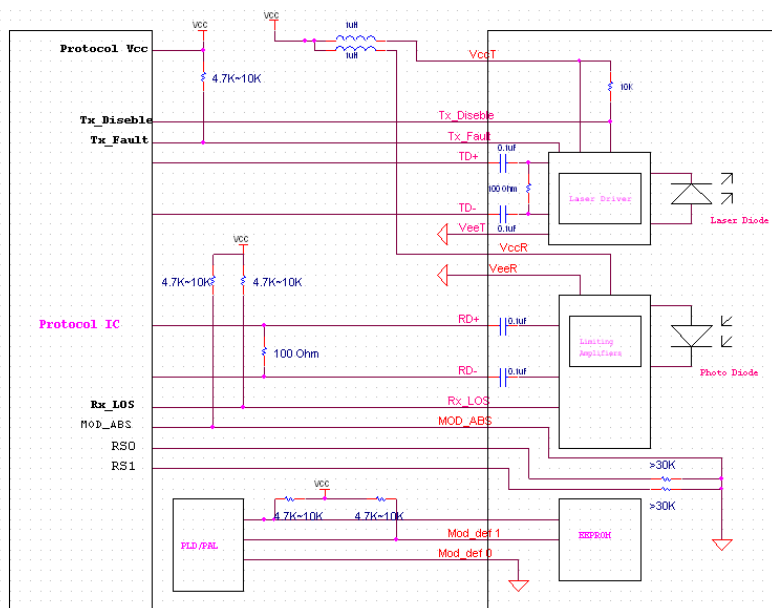 VCC
VCC
1uH
Protocol Vcc
1uH
VccT
4.7K~10K
10K
Tx_Diseble
Tx_Diseble
Tx_Fault
Tx_Fault
0.1uf
TD+
100 Ohm
Laser Driver
TD-
Laser Diode
VeeT
0.1uf
VCC
VccR
VeeR
4.7K~10K
4.7K~10K
Protocol IC
RD+
0.1uf
Limiting
Amplifiers
100 Ohm
RD-
0.1uf
Photo Diode
Rx_LOS
Rx_LOS
MOD_ABS
MOD_ABS
RS0
RS1
>30K
VCC
>30K
4.7K~10K
4.7K~10K
Mod_def 1
PLD/PAL
EEPROM
Mod_def 0